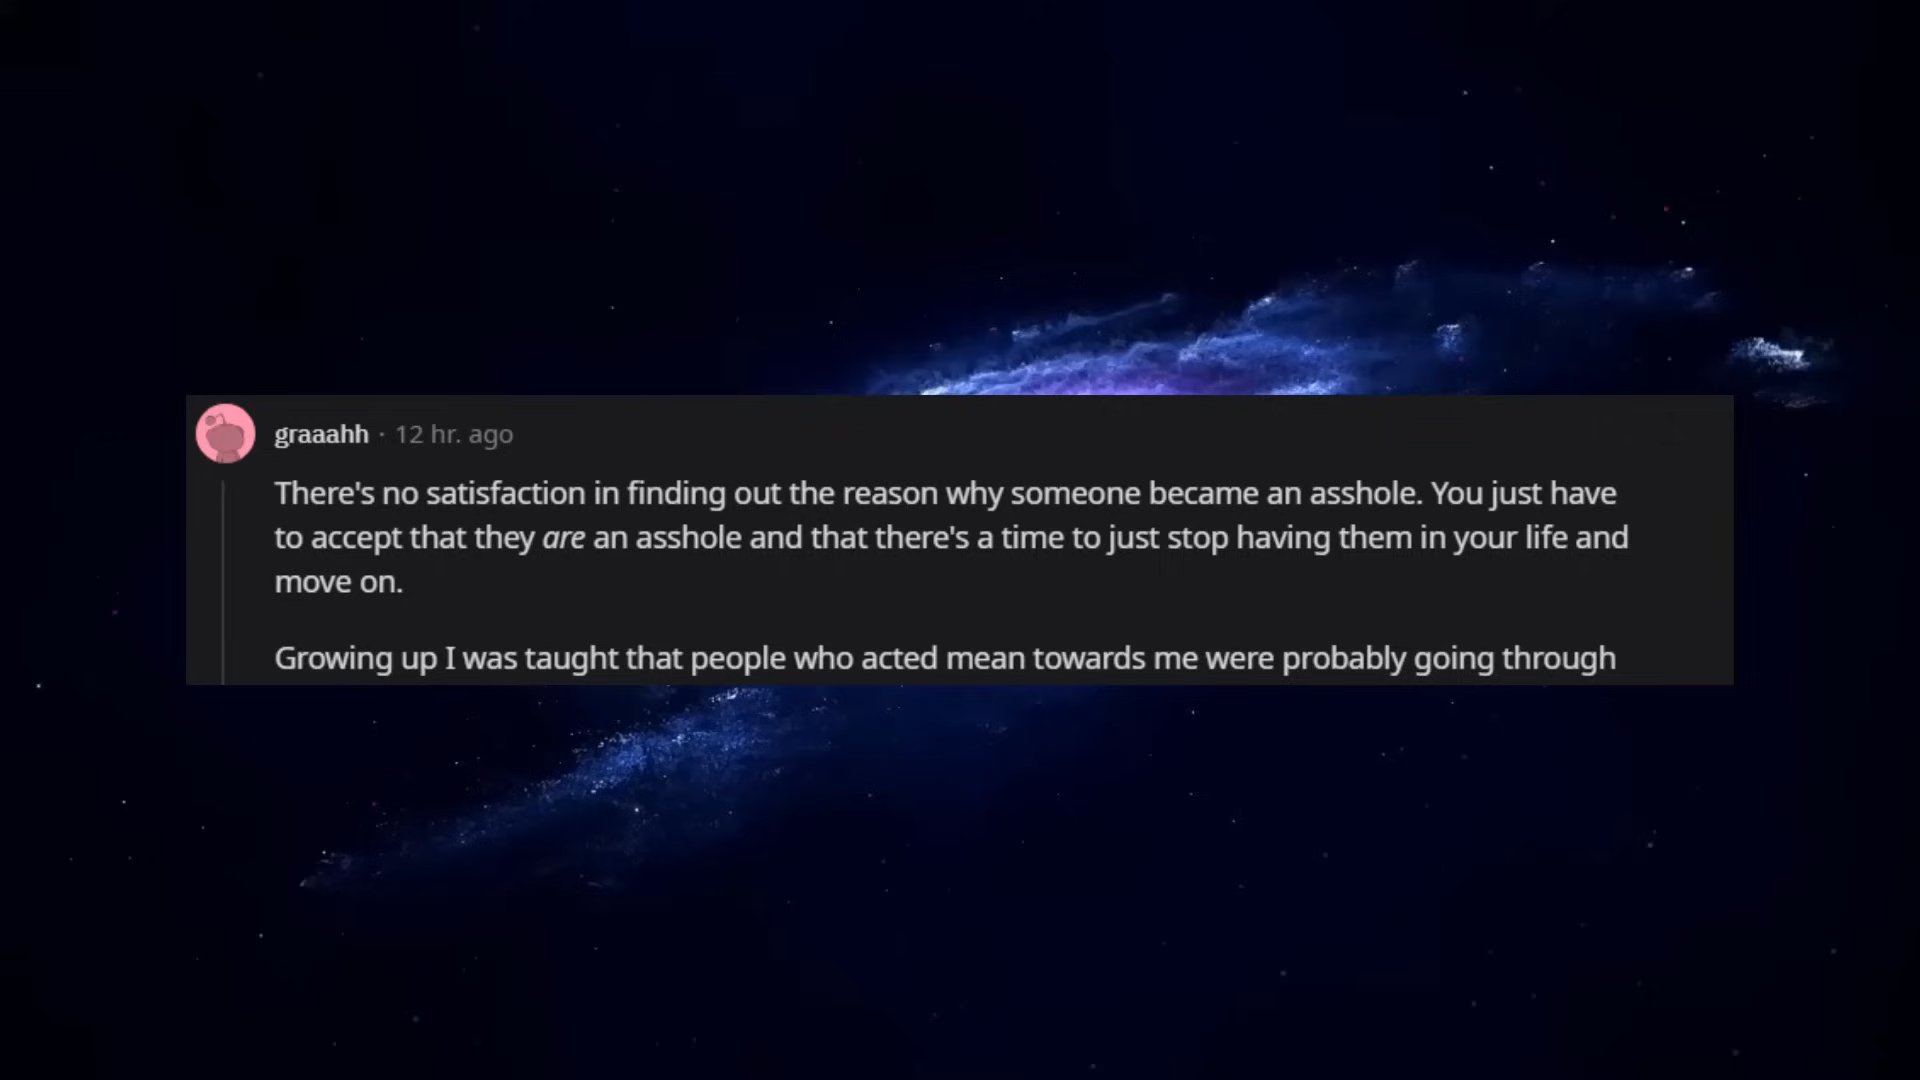 graaahh · 12 hr. ago
There's no satisfaction in finding out the reason why someone became an asshole. You just have
to accept that they are an asshole and that there's a time to just stop having them in your life and
move on.
Growing up I was taught that people who acted mean towards me were probably going through